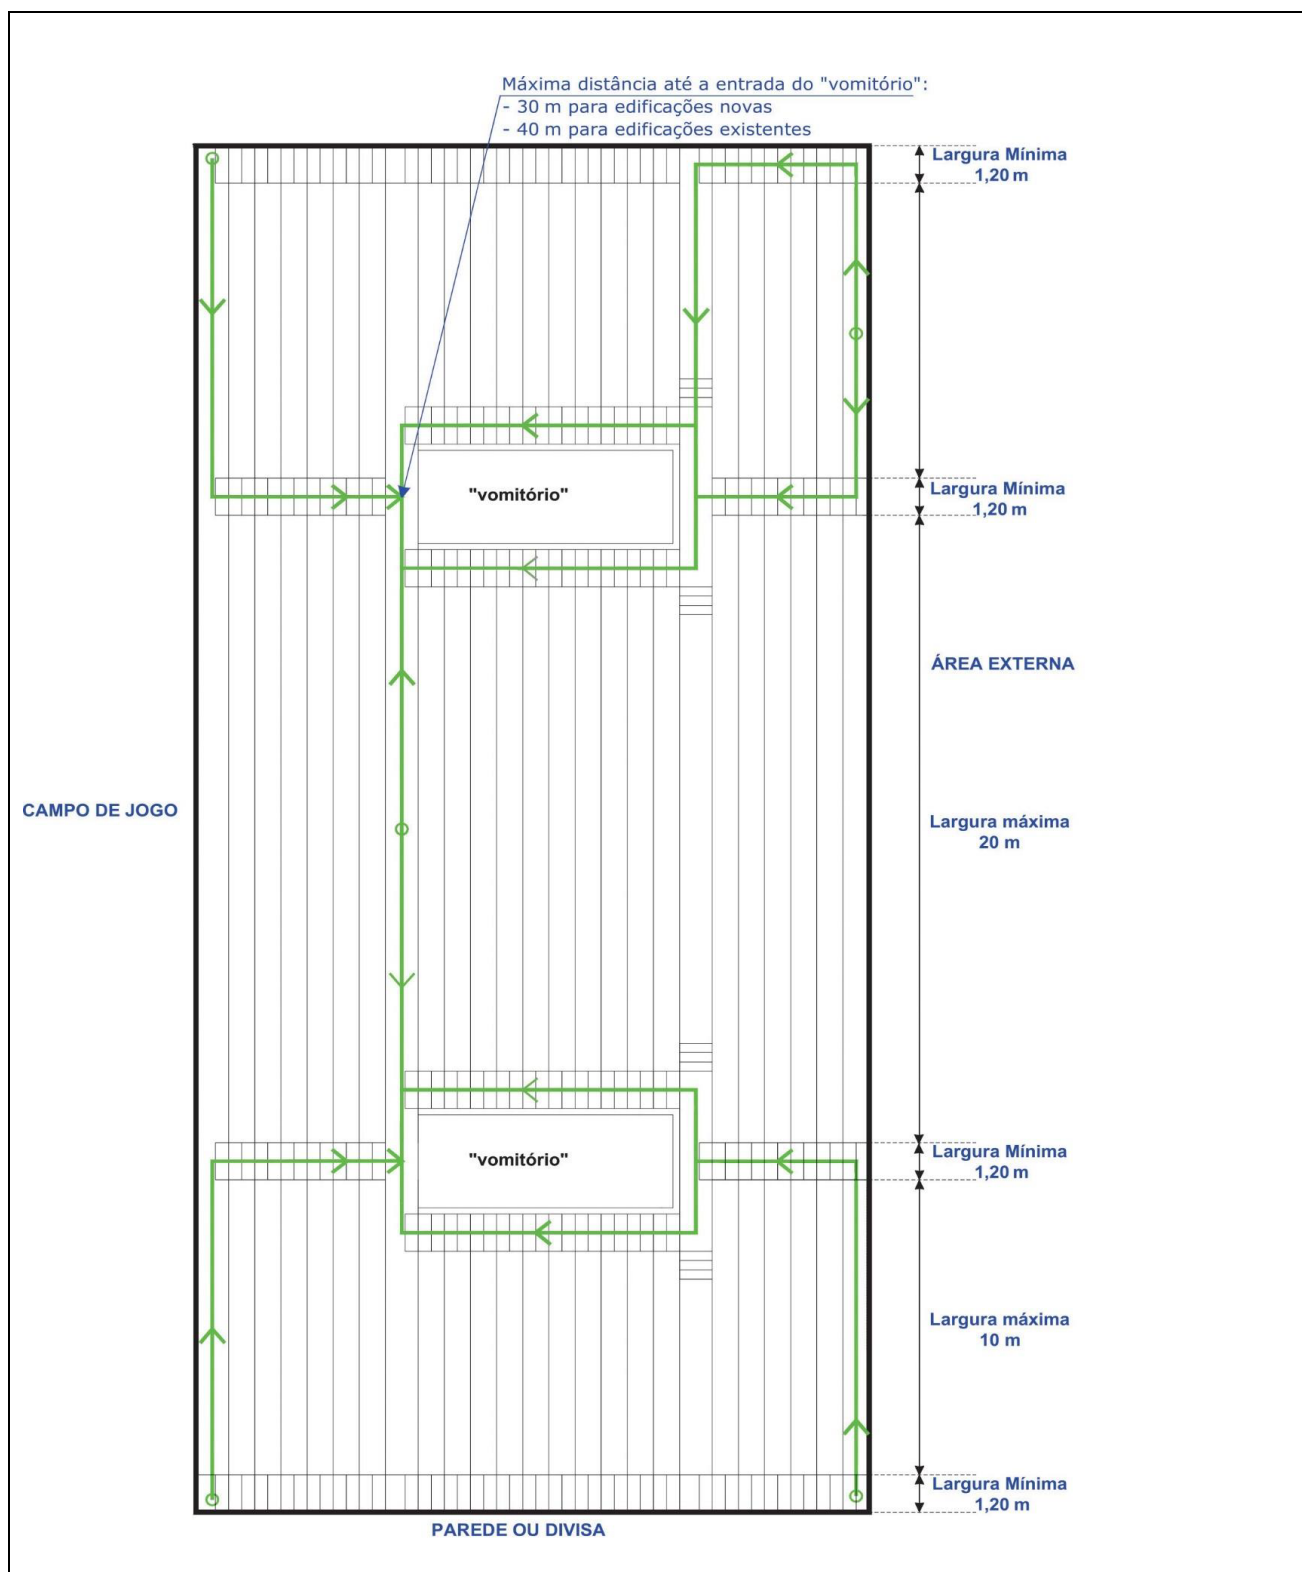 Máxima distância até a entrada do "vomitório":
- 30 m para edificações novas
- 40 m para edificações existentes
Largura Mínima
1,20 m
"vomitório"
Largura Mínima
1,20 m
ÁREA EXTERNA
CAMPO DE JOGO
Largura máxima
20 m
"vomitório"
Largura Mínima
1,20 m
Largura máxima
10 m
Largura Mínima
1,20 m
PAREDE OU DIVISA